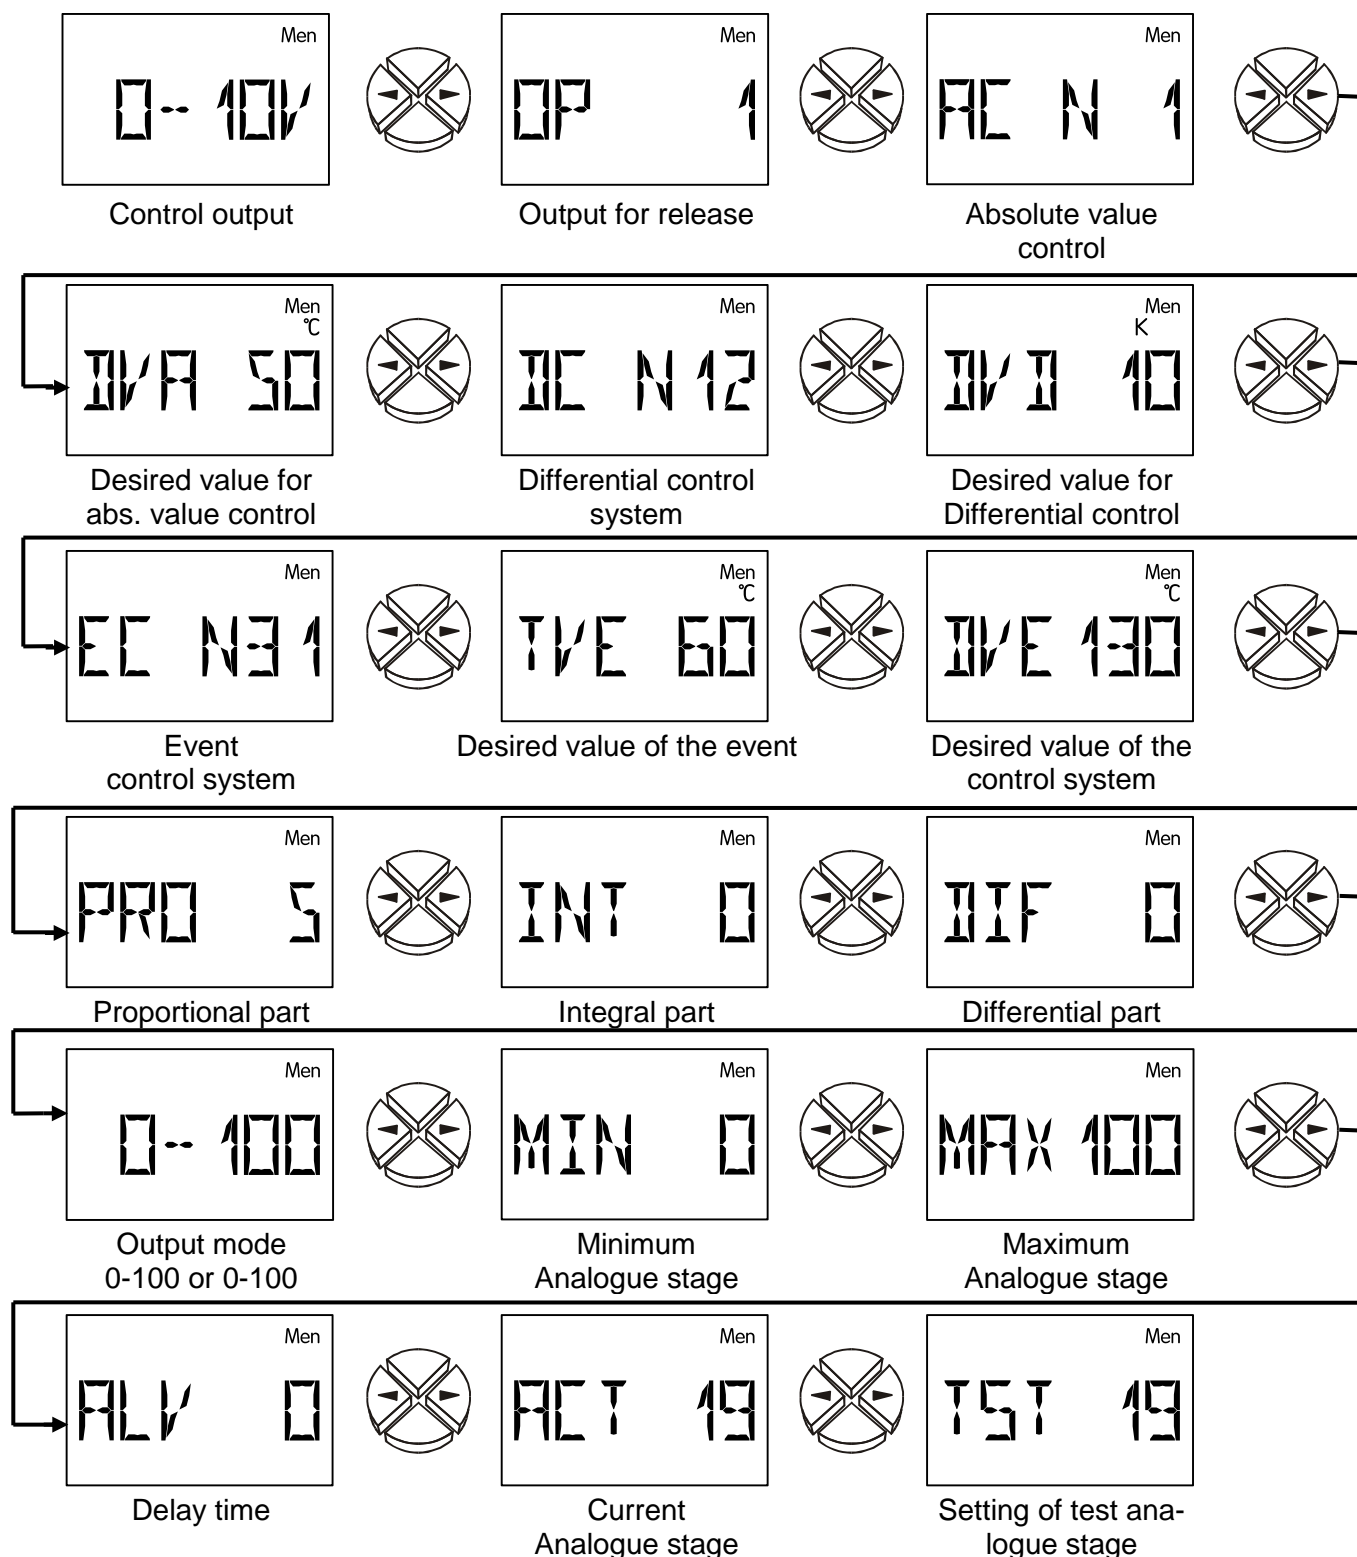 Men
0-- 10V
Control output
Men
OP 1
Output for release
Men
AC N 1
Absolute value
control
Men
°C
DVA 50
Desired value for
abs. value control
Men
DC N12
Differential control
system
Men
K
DVD 10
Desired value for
Differential control
Men
EC N31
Event
control system
Men
°C
TVE 60
Desired value of the event
Men
°C
DVE 130
Desired value of the
control system
Men
PRO 5
Proportional part
Men
INT 0
Integral part
Men
DIF 0
Differential part
Men
0-- 100
Output mode
0-100 or 0-100
Men
MIN 0
Minimum
Analogue stage
Men
MAX 100
Maximum
Analogue stage
Men
ALV 0
Delay time
Men
ACT 19
Current
Analogue stage
Men
TST 19
Setting of test ana-
logue stage